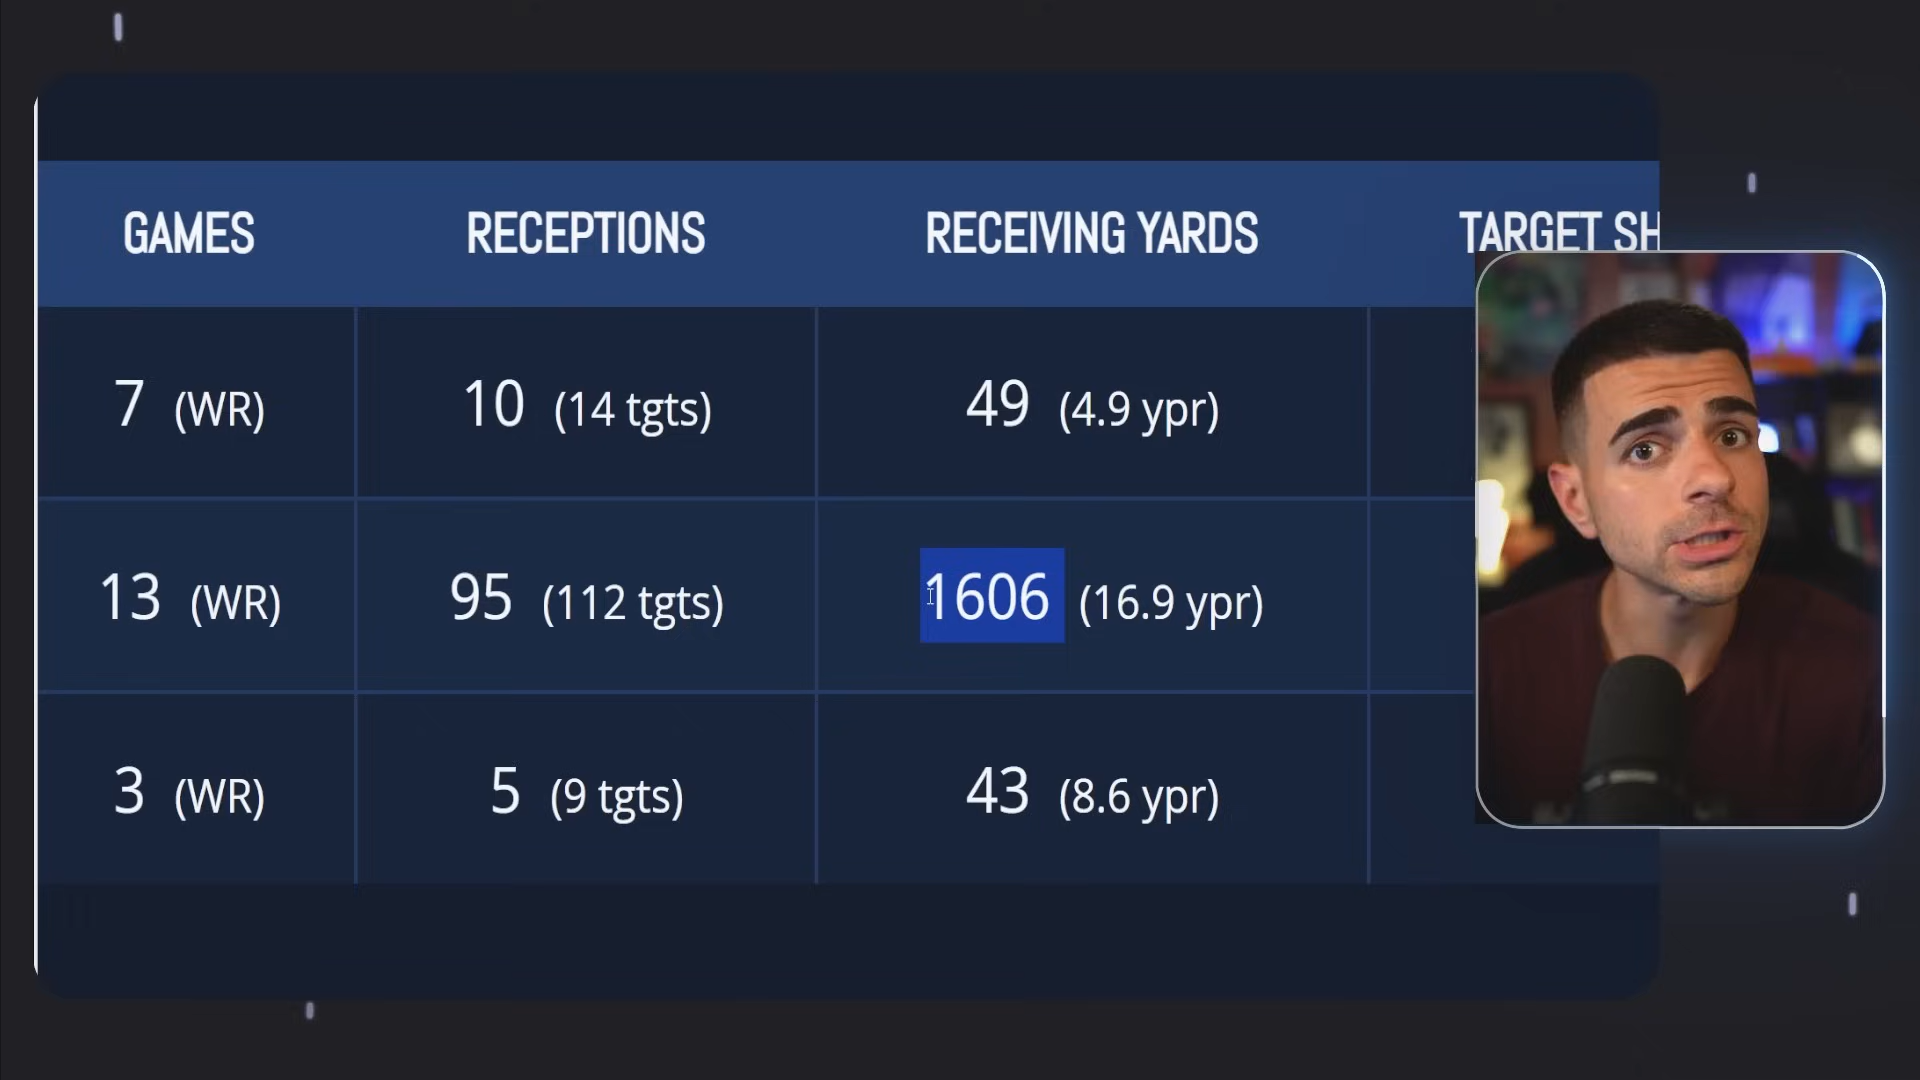 GAMES RECEPTIONS RECEIVING YARDS TARGET SH
7 (WR) 10 (14 tgts) 49 (4.9 ypr)
13 (WR) 95 (112 tgts) 1606 (16.9 ypr)
3 (WR) 5 (9 tgts) 43 (8.6 ypr)